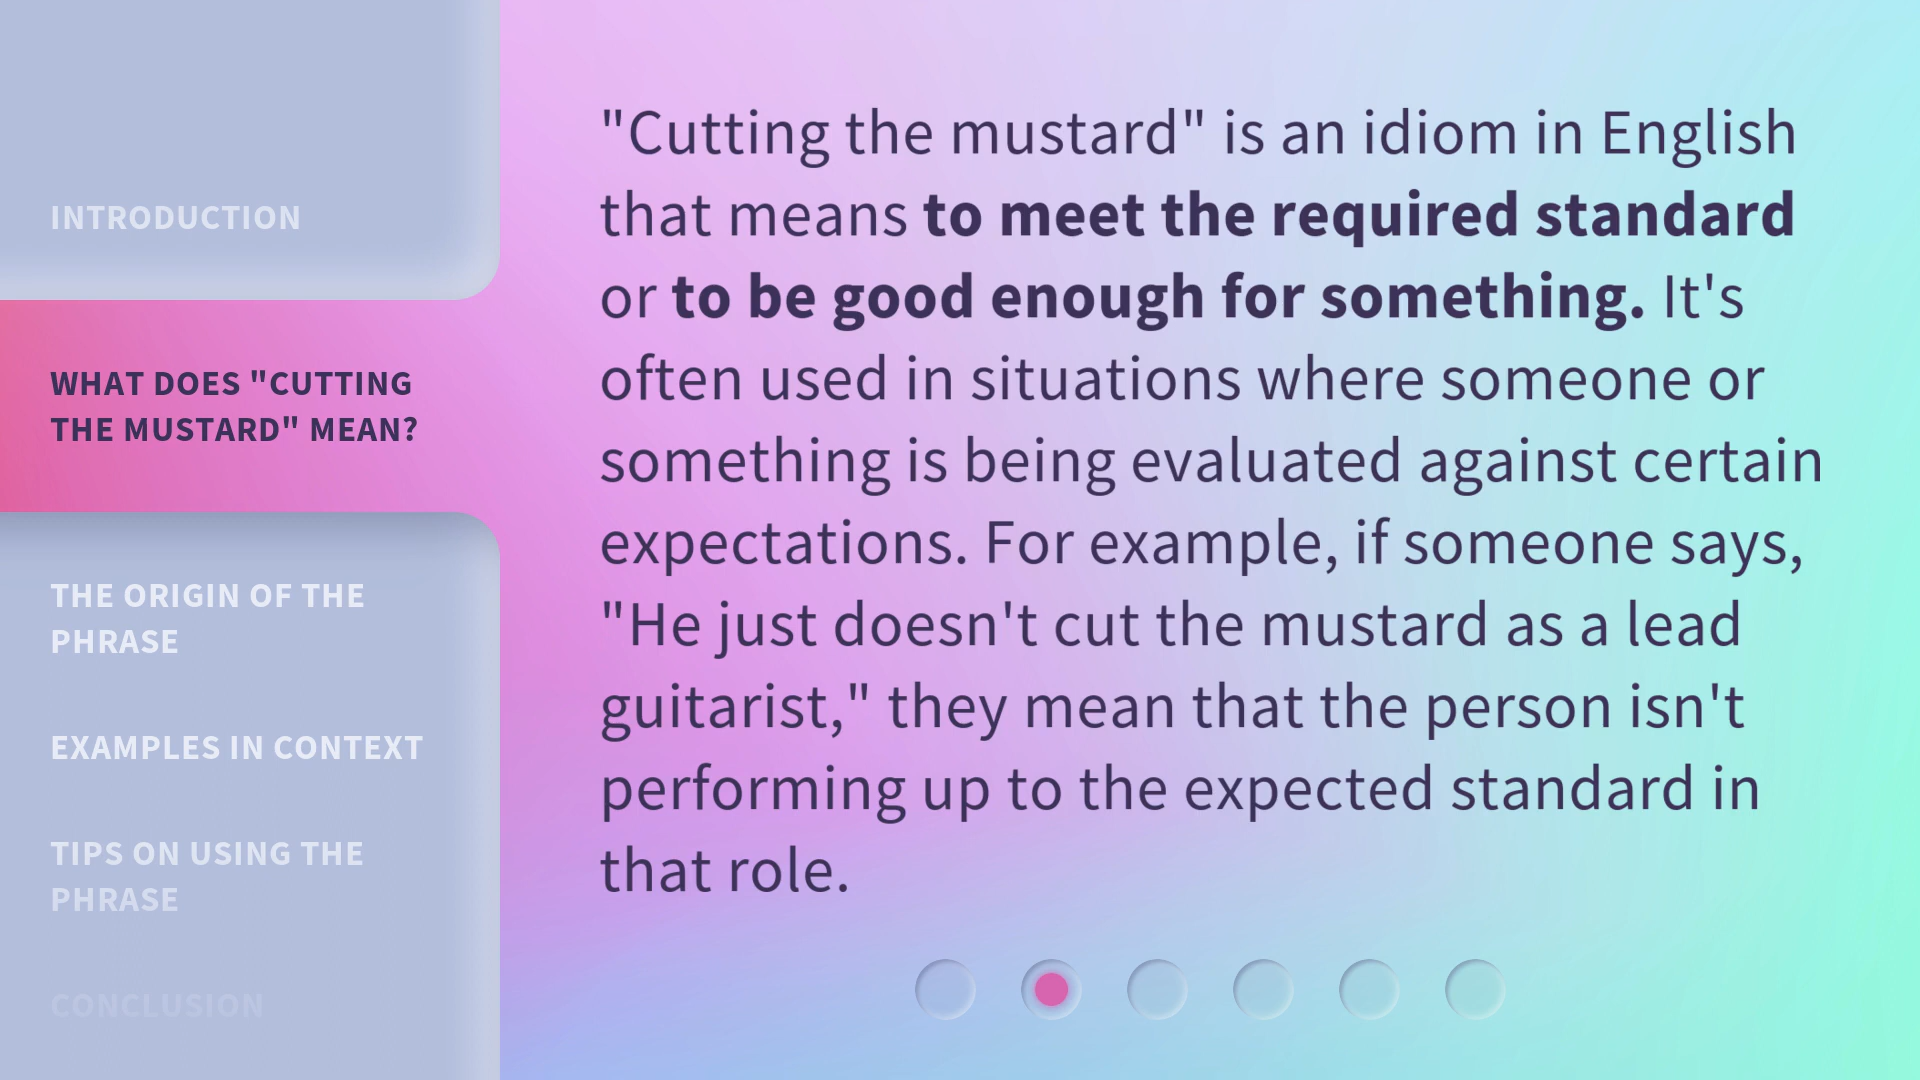 INTRODUCTION
WHAT DOES "CUTTING
THE MUSTARD" MEAN?
THE ORIGIN OF THE
PHRASE
EXAMPLES IN CONTEXT
TIPS ON USING THE
PHRASE
CONCLUSION
"Cutting the mustard" is an idiom in English
that means to meet the required standard
or to be good enough for something. It's
often used in situations where someone or
something is being evaluated against certain
expectations. For example, if someone says,
"He just doesn't cut the mustard as a lead
guitarist," they mean that the person isn't
performing up to the expected standard in
that role.